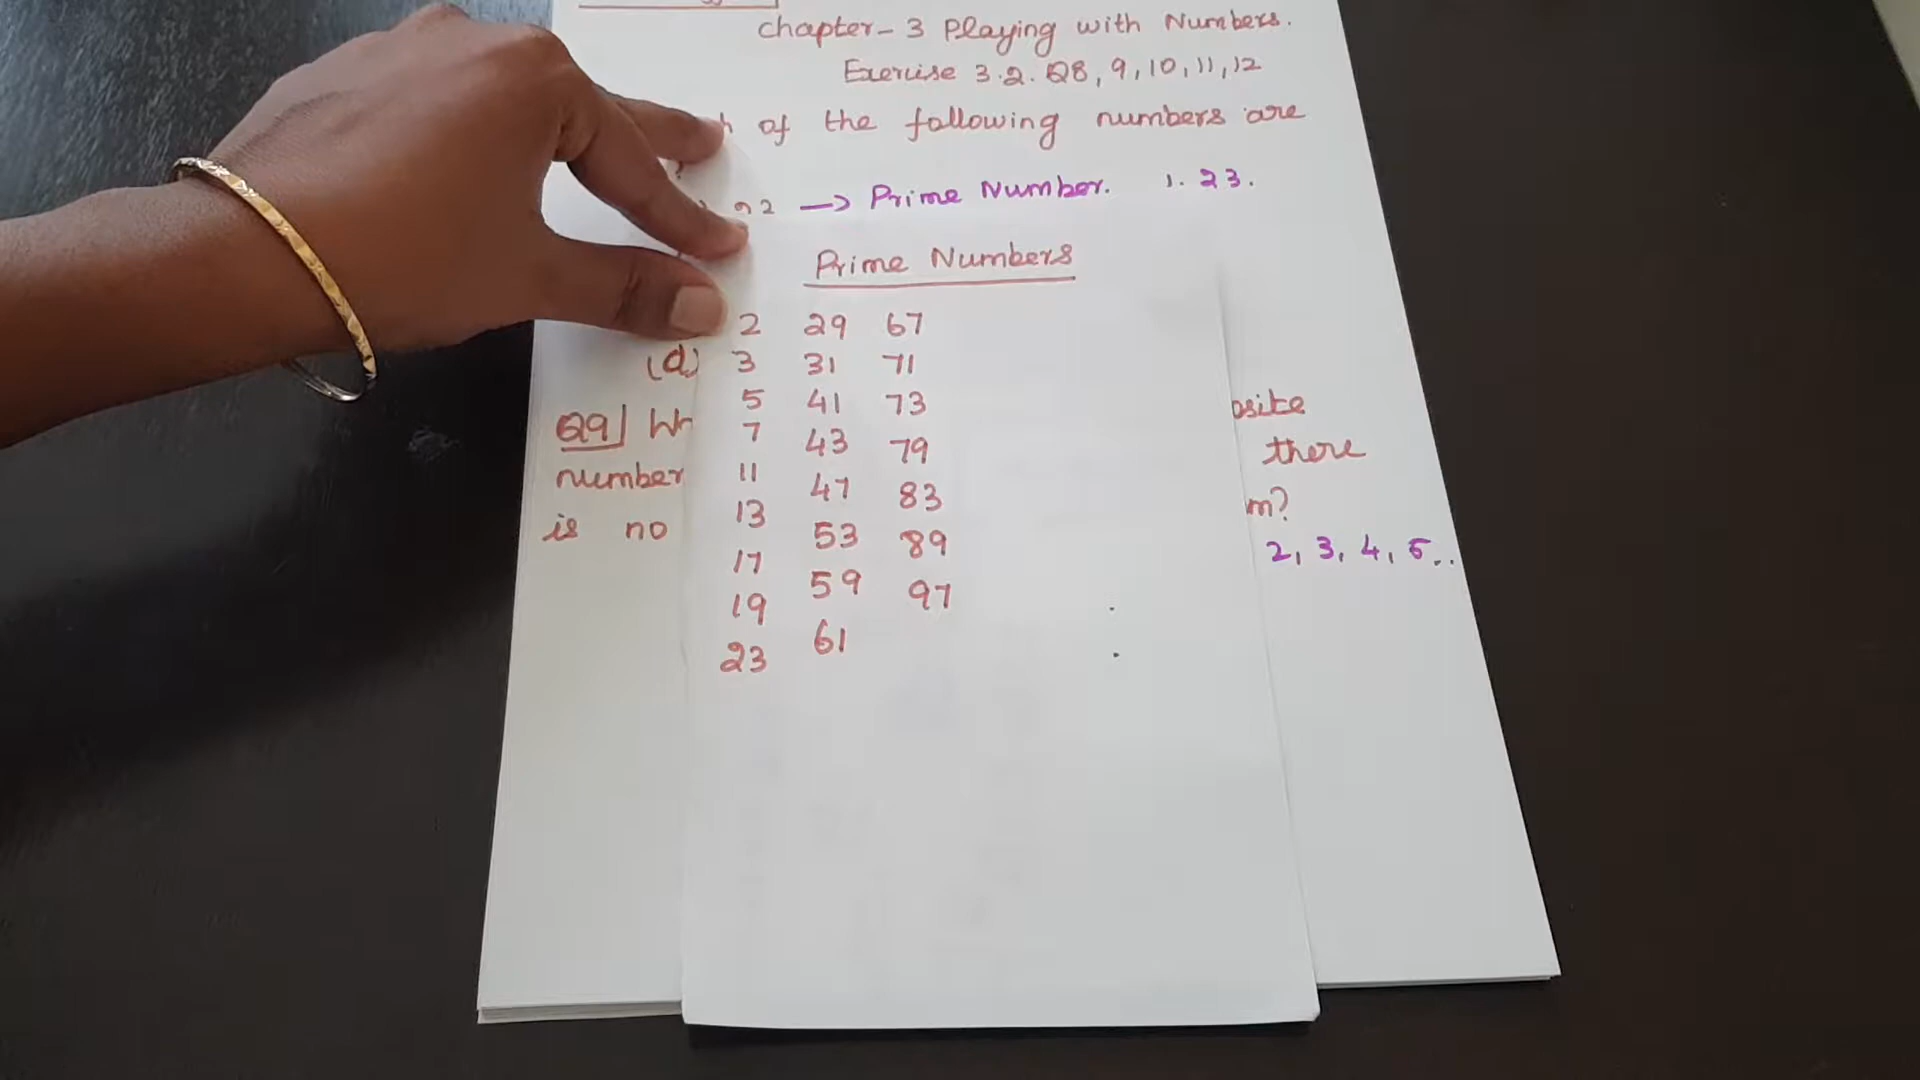 Chapter-3 Playing with Numbers.
Exercise 3.2. Q8, 9, 10, 11, 12
of the following numbers are
?
→ Prime Number. 1. 23.
Prime Numbers
2 29 67
(d) 3 31 71
5 41 73
Q9 7 43 79 there
number 11 47 83
is no 13 53 89 2, 3, 4, 5..
17 59 97
19 61
23